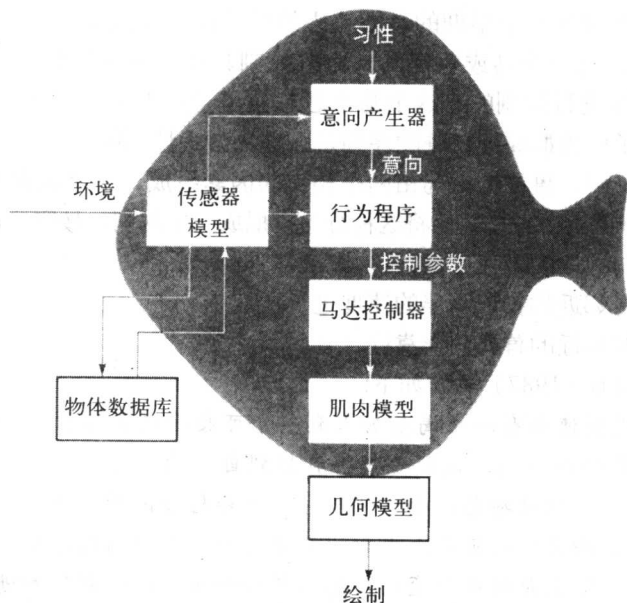 习性
意向产生器
意向
环境
传感器
模型
行为程序
控制参数
马达控制器
物体数据库
肌肉模型
几何模型
绘制